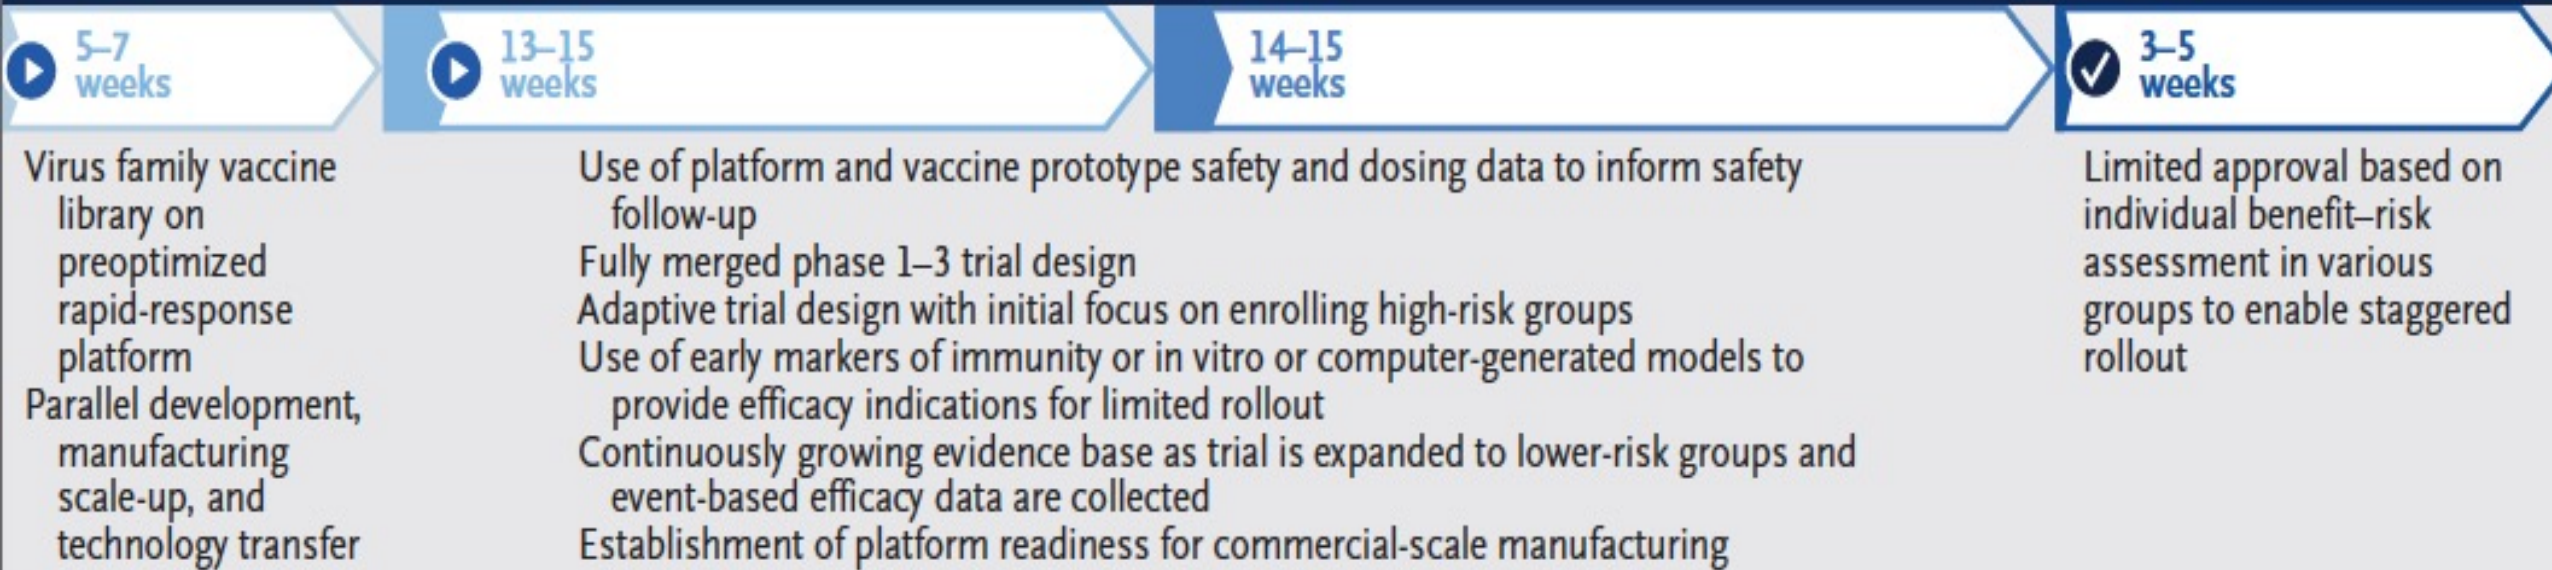 5–7
weeks
13–15
weeks
14–15
weeks
3–5
weeks
Virus family vaccine
library on
preoptimized
rapid-response
platform
Parallel development,
manufacturing
scale-up, and
technology transfer
Use of platform and vaccine prototype safety and dosing data to inform safety
follow-up
Fully merged phase 1–3 trial design
Adaptive trial design with initial focus on enrolling high-risk groups
Use of early markers of immunity or in vitro or computer-generated models to
provide efficacy indications for limited rollout
Continuously growing evidence base as trial is expanded to lower-risk groups and
event-based efficacy data are collected
Establishment of platform readiness for commercial-scale manufacturing
Limited approval based on
individual benefit–risk
assessment in various
groups to enable staggered
rollout